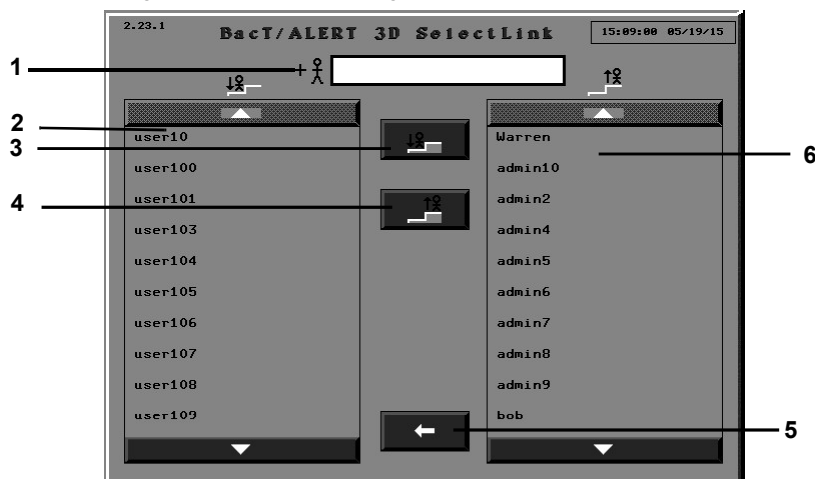 2.23.1
BacT/ALERT 3D SelectLink
15:09:00 05/19/15
1
2
3
4
5
6
user10
user100
user101
user103
user104
user105
user106
user107
user108
user109
Warren
admin10
admin2
admin4
admin5
admin6
admin7
admin8
admin9
bob